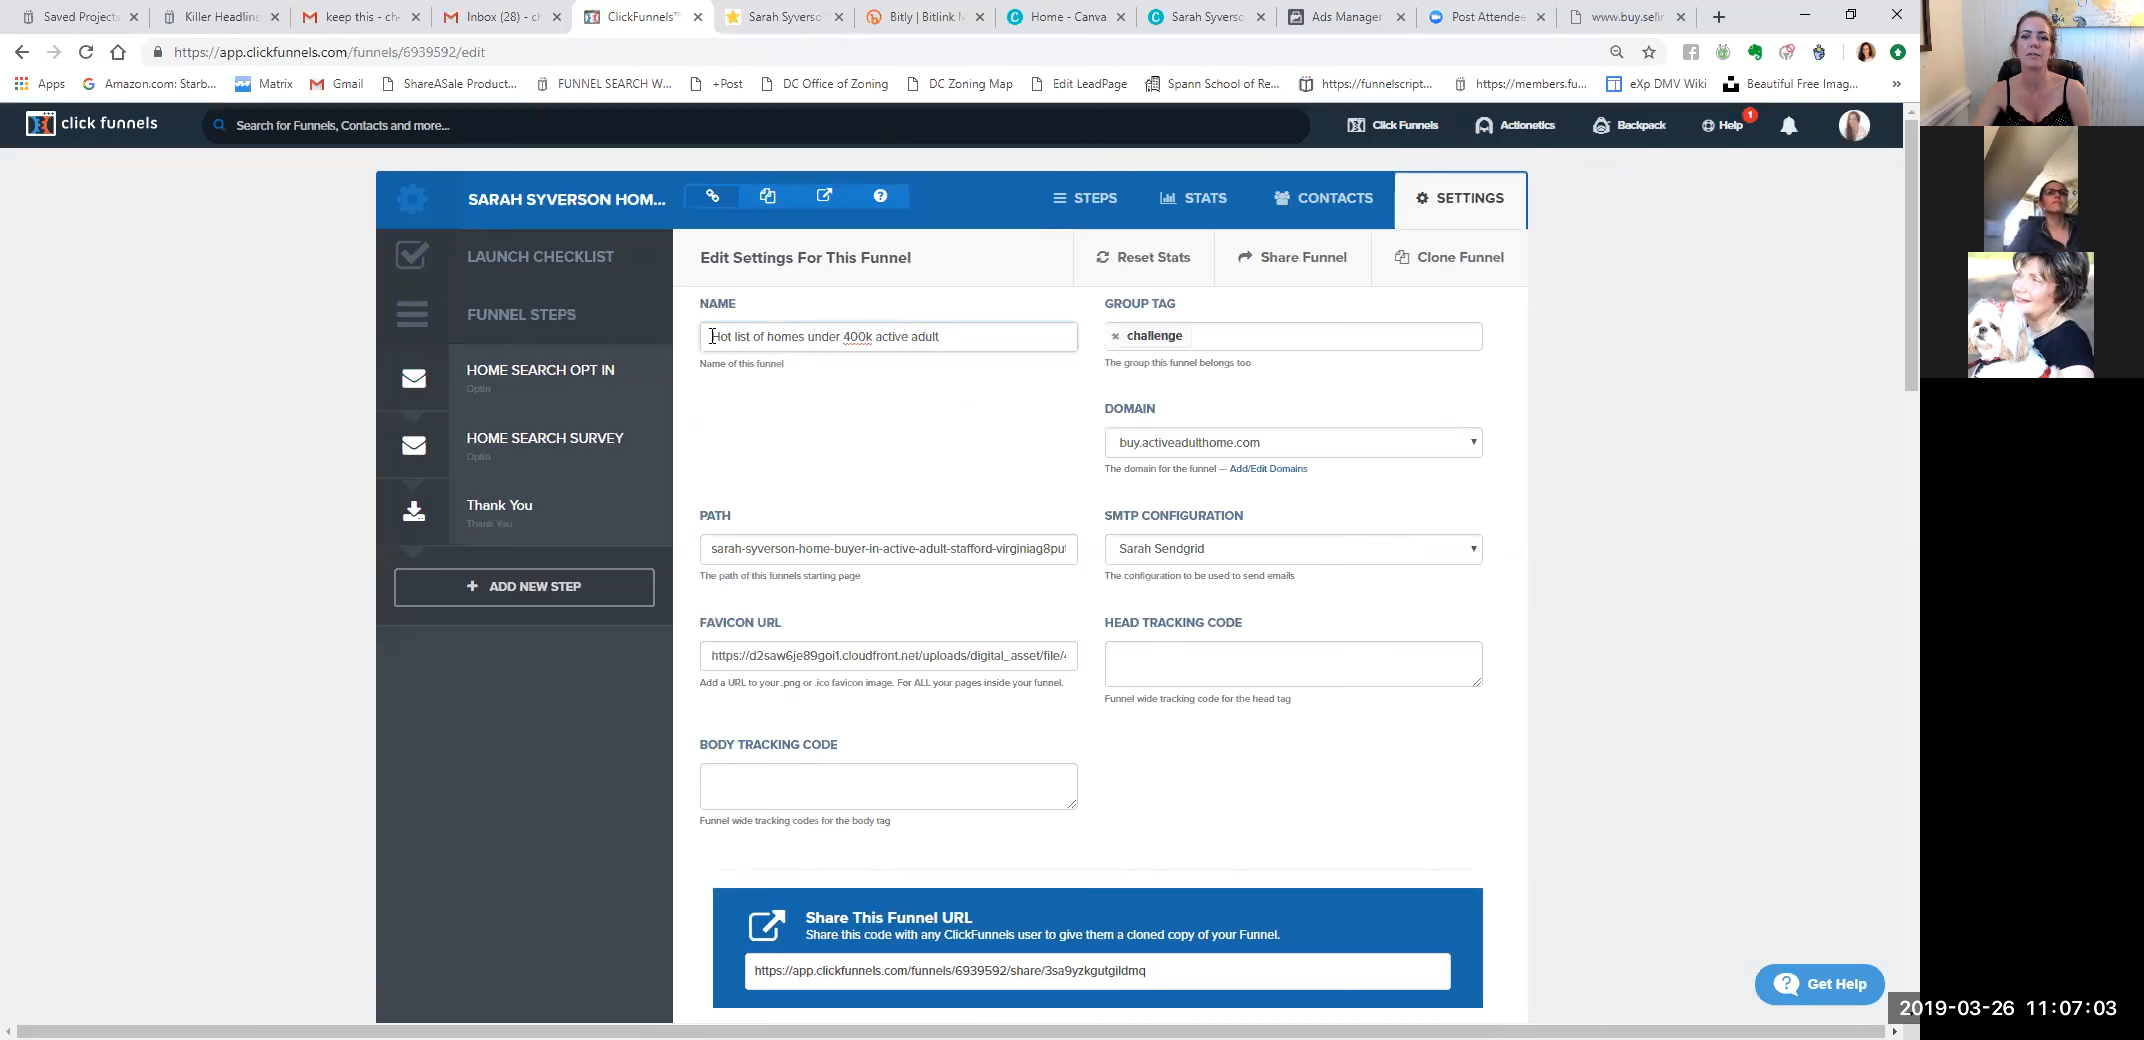 Saved Projects
Killer Headline
keep this - ch
Inbox (28) - ch
ClickFunnels™
Sarah Syverso
Bitly | Bitlink M
Home - Canva
Sarah Syverso
Ads Manager
Post Attendee
www.buy.sellin
https://app.clickfunnels.com/funnels/6939592/edit
Apps
Amazon.com: Starb...
Matrix
Gmail
ShareASale Product...
FUNNEL SEARCH W...
+Post
DC Office of Zoning
DC Zoning Map
Edit LeadPage
Spann School of Re...
https://funnelscript...
https://members.fu...
eXp DMV Wiki
Beautiful Free Imag...
»
click funnels
Search for Funnels, Contacts and more...
Click Funnels
Actionetics
Backpack
Help
1
SARAH SYVERSON HOM...
STEPS
STATS
CONTACTS
SETTINGS
LAUNCH CHECKLIST
FUNNEL STEPS
HOME SEARCH OPT IN
Optin
HOME SEARCH SURVEY
Optin
Thank You
Thank You
+ ADD NEW STEP
Edit Settings For This Funnel
Reset Stats
Share Funnel
Clone Funnel
NAME
Hot list of homes under 400k active adult
Name of this funnel
GROUP TAG
× challenge
The group this funnel belongs too
DOMAIN
buy.activeadulthome.com
The domain for the funnel — Add/Edit Domains
PATH
sarah-syverson-home-buyer-in-active-adult-stafford-virginiag8put
The path of this funnels starting page
SMTP CONFIGURATION
Sarah Sendgrid
The configuration to be used to send emails
FAVICON URL
https://d2saw6je89goi1.cloudfront.net/uploads/digital_asset/file/4
Add a URL to your .png or .ico favicon image. For ALL your pages inside your funnel.
HEAD TRACKING CODE
Funnel wide tracking code for the head tag
BODY TRACKING CODE
Funnel wide tracking codes for the body tag
Share This Funnel URL
Share this code with any ClickFunnels user to give them a cloned copy of your Funnel.
https://app.clickfunnels.com/funnels/6939592/share/3sa9yzkgutgildmq
Get Help
2019-03-26 11:07:03